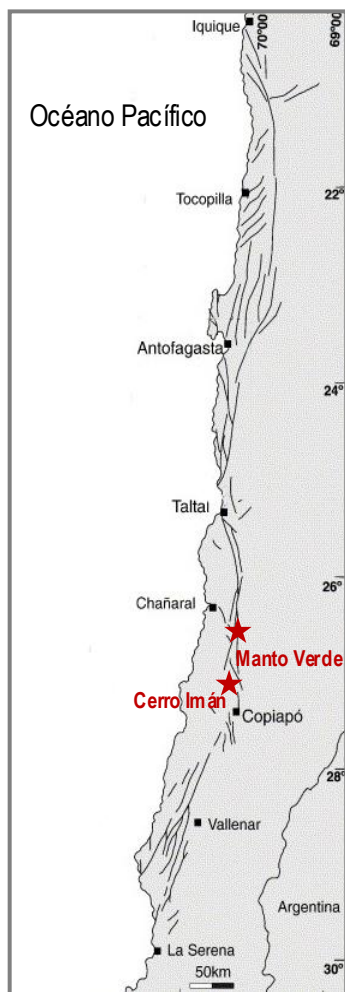 Iquique
70°00
69°00
Océano Pacífico
Tocopilla
22°
Antofagasta
24°
Taltal
26°
Chañaral
Manto Verde
Cerro Imán
Copiapó
28°
Vallenar
Argentina
La Serena
50km
30°